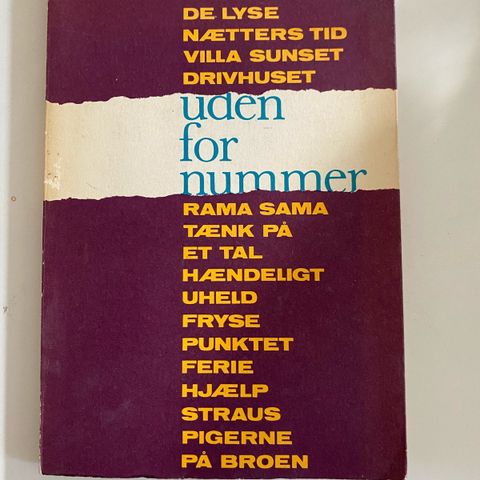 DE LYSE
NÆTTERS TID
VILLA SUNSET
DRIVHUSET
uden
for
nummer
RAMA SAMA
TÆNK PÅ
ET TAL
HÆNDELIGT
UHELD
FRYSE
PUNKTET
FERIE
HJÆLP
STRAUS
PIGERNE
PÅ BROEN